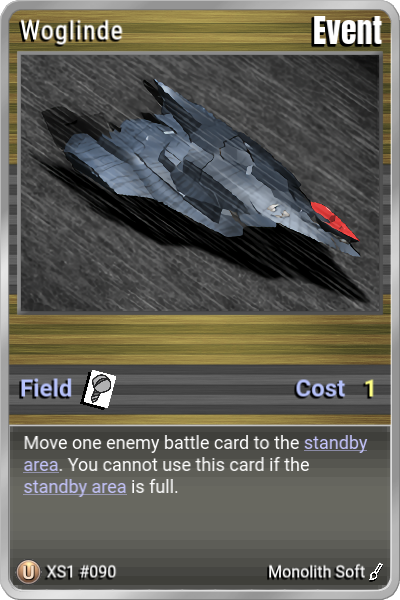 Woglinde
Event
Field
Cost 1
Move one enemy battle card to the standby
area. You cannot use this card if the
standby area is full.
U XS1 #090
Monolith Soft